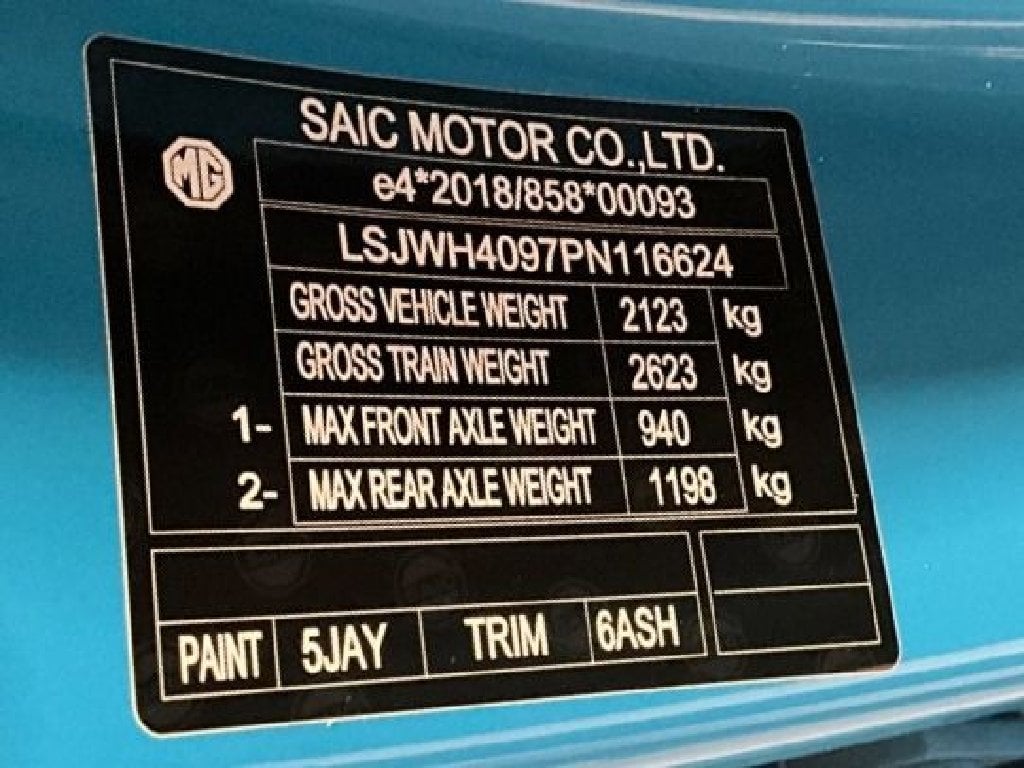 SAIC MOTOR CO.,LTD.
MG
e4*2018/858*00093
LSJWH4097PN116624
GROSS VEHICLE WEIGHT 2123 kg
GROSS TRAIN WEIGHT 2623 kg
1- MAX FRONT AXLE WEIGHT 940 kg
2- MAX REAR AXLE WEIGHT 1198 kg
PAINT 5JAY TRIM 6ASH